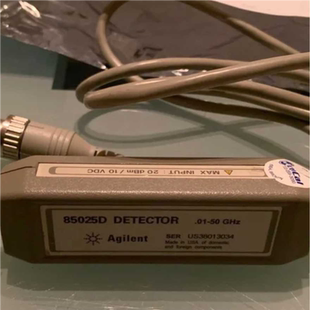 MAX INPUT : 20 dBm / 10 VDC
85025D DETECTOR .01-50 GHz
Agilent
SER US36013034
Made in USA of domestic
and foreign components